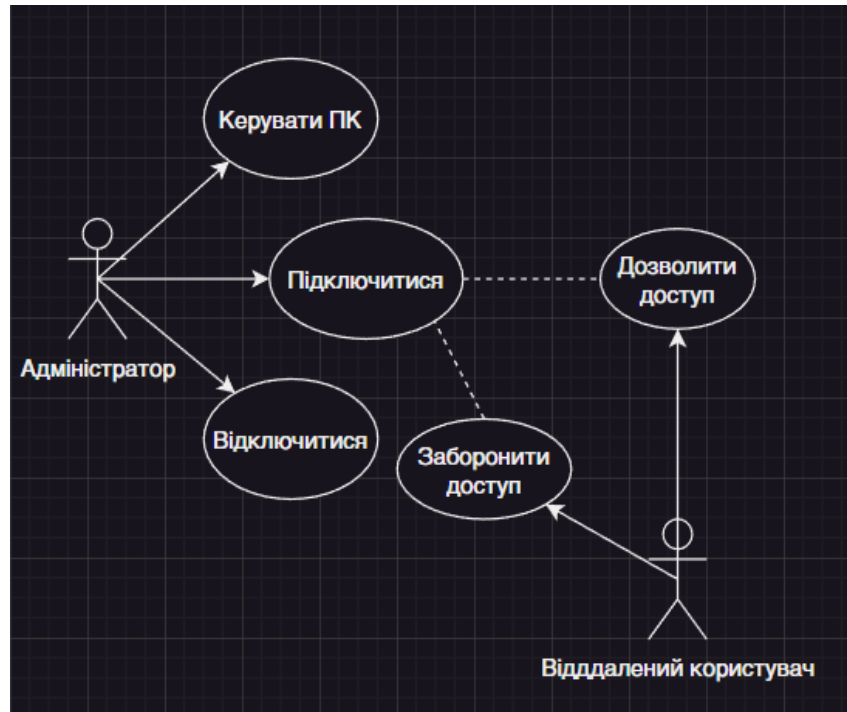 Керувати ПК
Підключитися
Дозволити
доступ
Адміністратор
Відключитися
Заборонити
доступ
Відддалений користувач